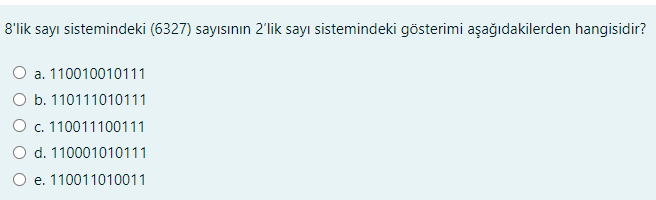 8'lik sayı sistemindeki (6327) sayısının 2'lik sayı sistemindeki gösterimi aşağıdakilerden hangisidir?
a. 110010010111
b. 110111010111
c. 110011100111
d. 110001010111
e. 110011010011